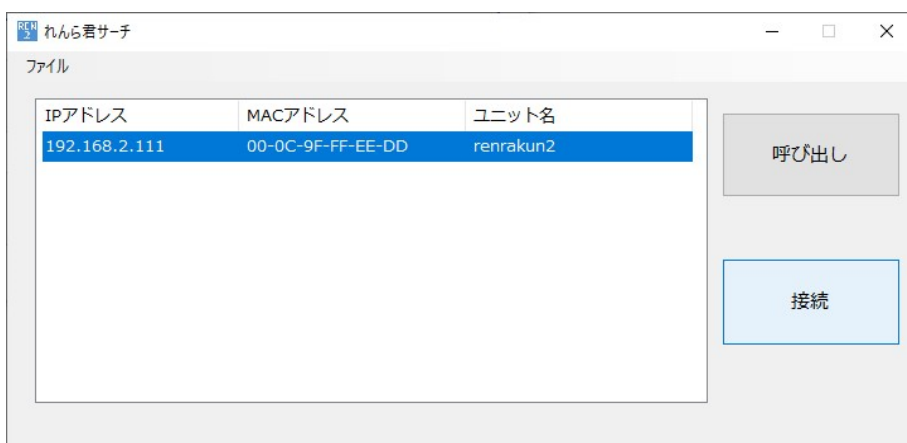 REN2 れんら君サーチ
ファイル
IPアドレス MACアドレス ユニット名
192.168.2.111 00-0C-9F-FF-EE-DD renrakun2
呼び出し
接続